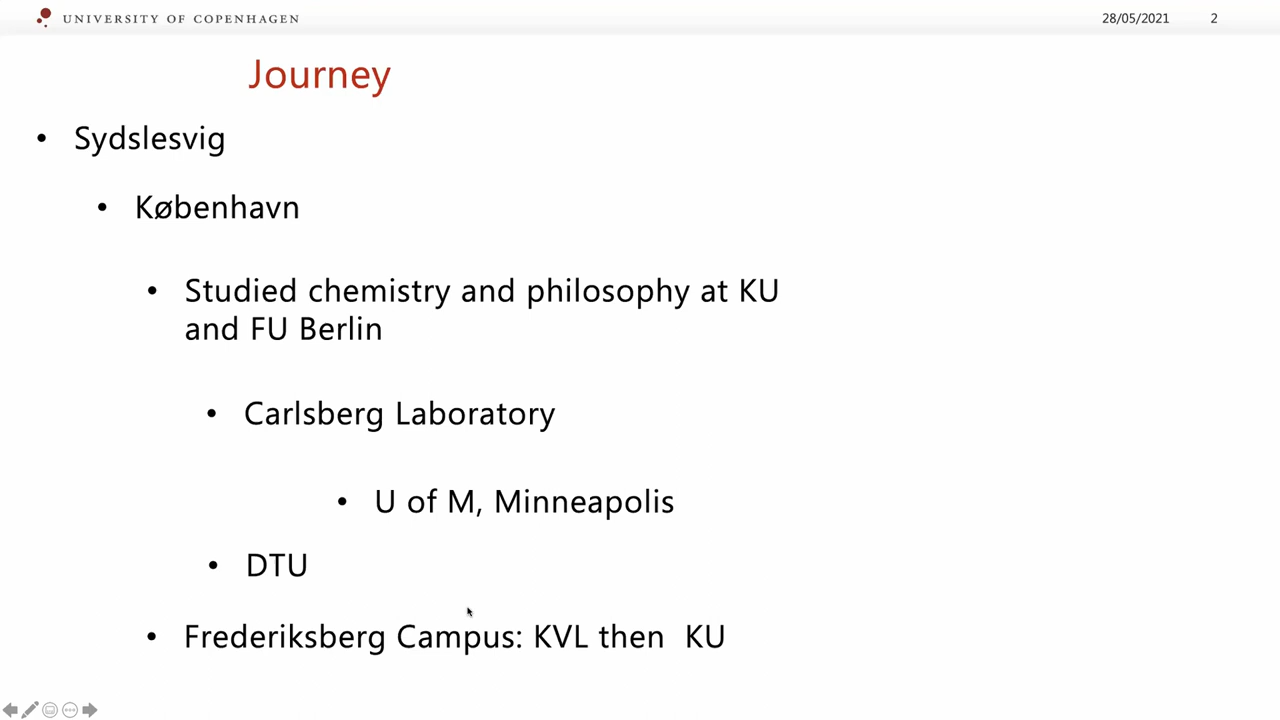 UNIVERSITY OF COPENHAGEN
28/05/2021 2
Journey
• Sydslesvig
• København
• Studied chemistry and philosophy at KU
and FU Berlin
• Carlsberg Laboratory
• U of M, Minneapolis
• DTU
• Frederiksberg Campus: KVL then KU